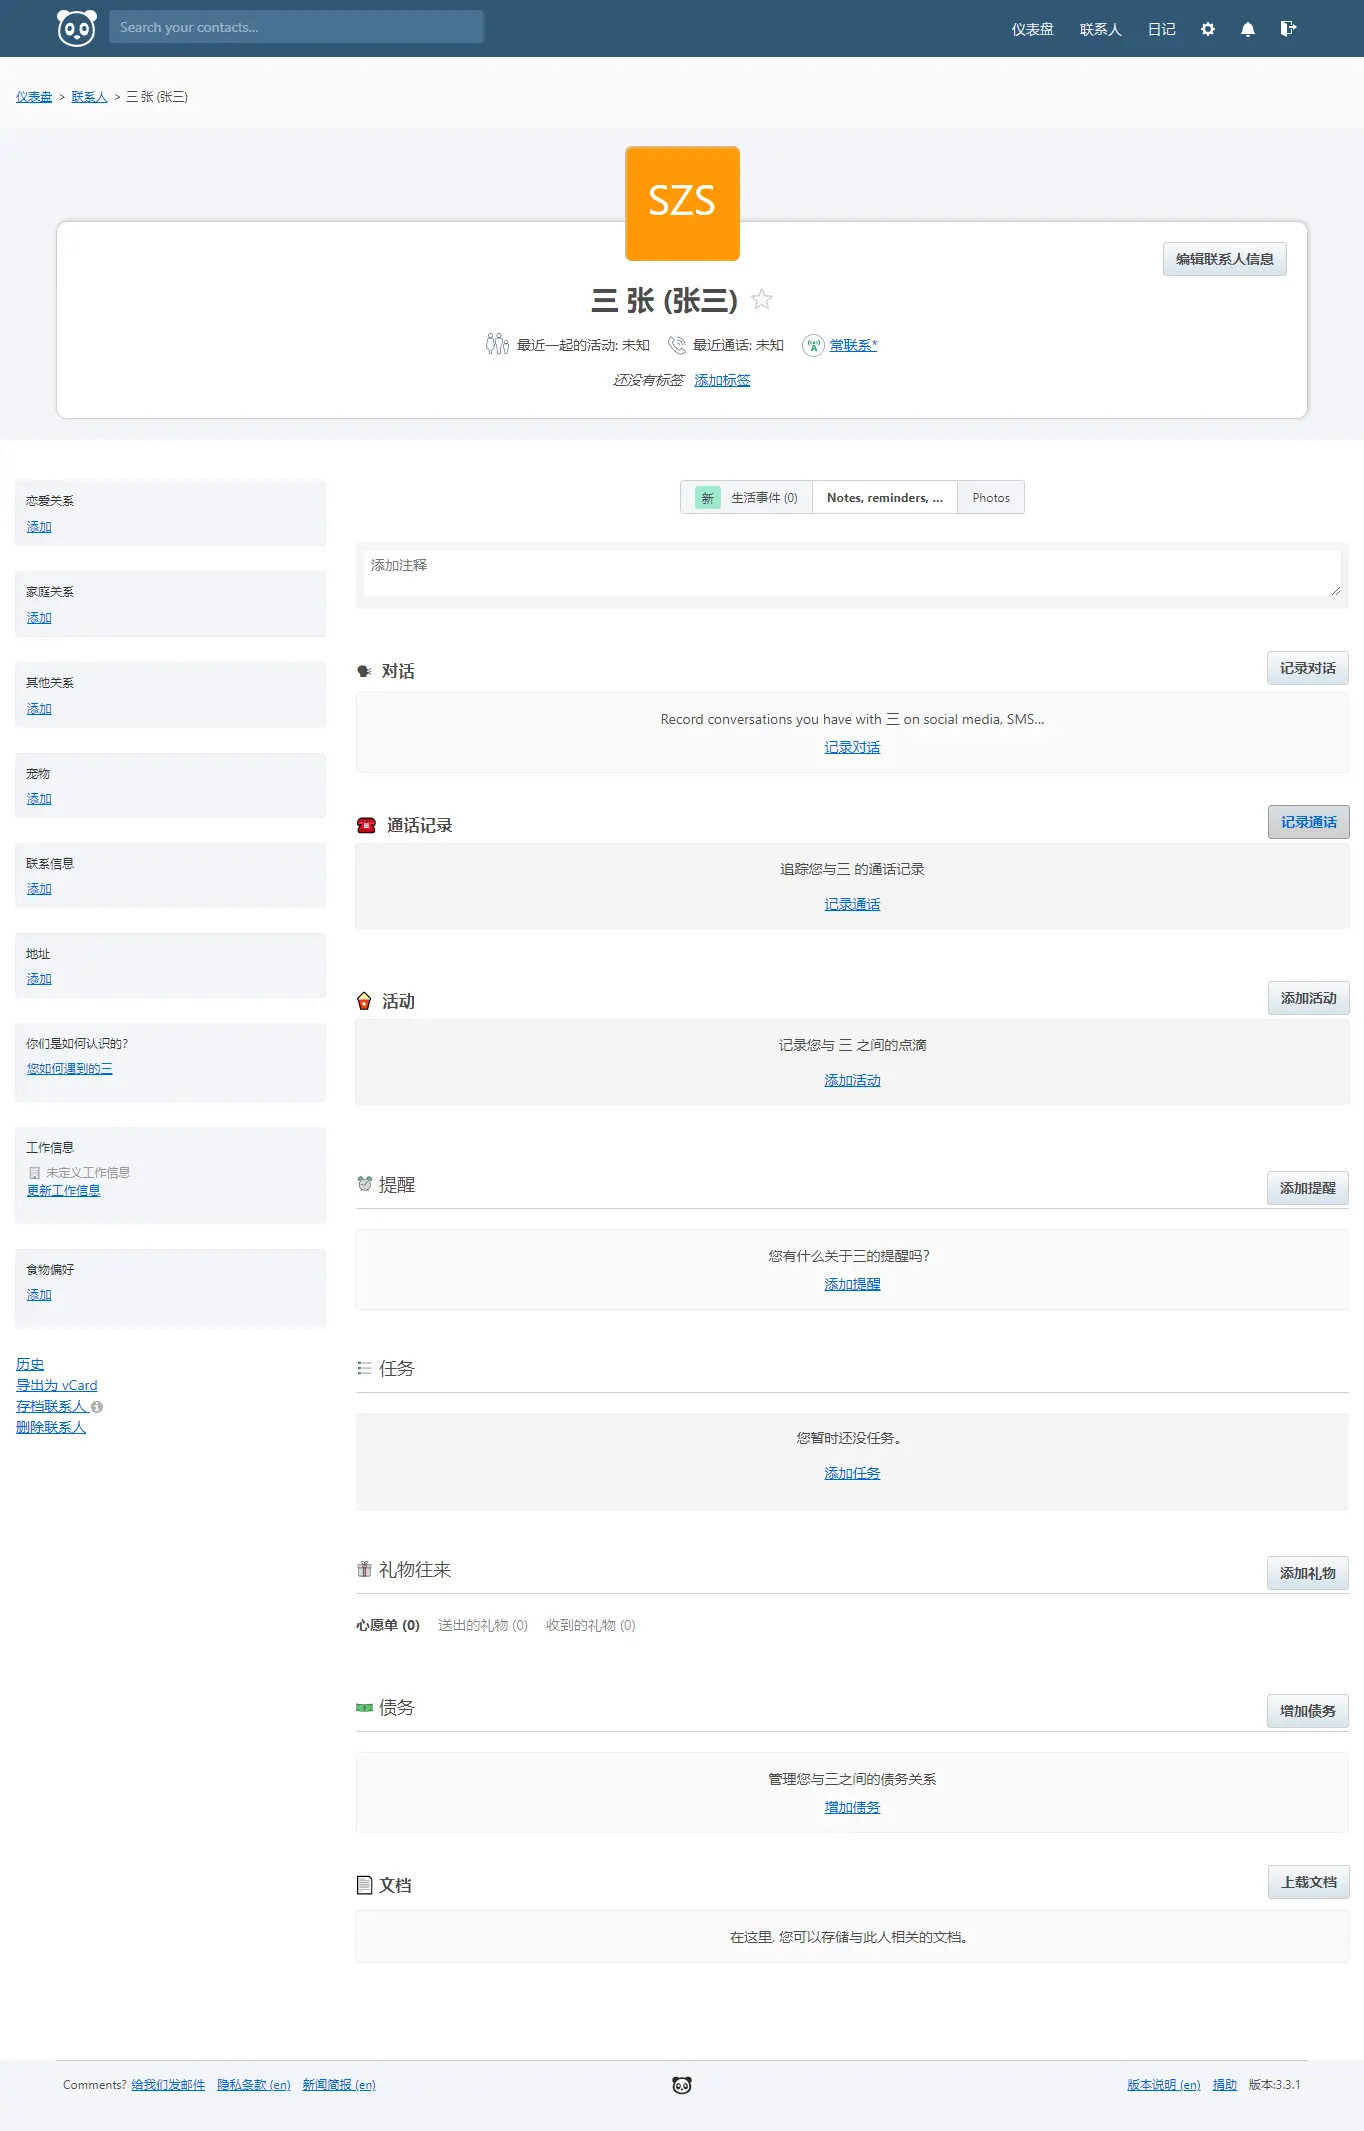 Search your contacts...
仪表盘 联系人 日记
仪表盘 > 联系人 > 三 张 (张三)
SZS
编辑联系人信息
三 张 (张三)
最近一起的活动: 未知 最近通话: 未知 常联系*
还没有标签 添加标签
恋爱关系
添加
家庭关系
添加
其他关系
添加
宠物
添加
联系信息
添加
地址
添加
你们是如何认识的?
您如何遇到的三
工作信息
未定义工作信息
更新工作信息
食物偏好
添加
历史
导出为 vCard
存档联系人
删除联系人
新 生活事件 (0) Notes, reminders, ... Photos
添加注释
对话 记录对话
Record conversations you have with 三 on social media, SMS...
记录对话
通话记录 记录通话
追踪您与三 的通话记录
记录通话
活动 添加活动
记录您与 三 之间的点滴
添加活动
提醒 添加提醒
您有什么关于三的提醒吗?
添加提醒
任务
您暂时还没任务。
添加任务
礼物往来 添加礼物
心愿单 (0) 送出的礼物 (0) 收到的礼物 (0)
债务 增加债务
管理您与三之间的债务关系
增加债务
文档 上载文档
在这里, 您可以存储与此人相关的文档。
Comments? 给我们发邮件 隐私条款 (en) 新闻简报 (en) 版本说明 (en) 捐助 版本:3.3.1